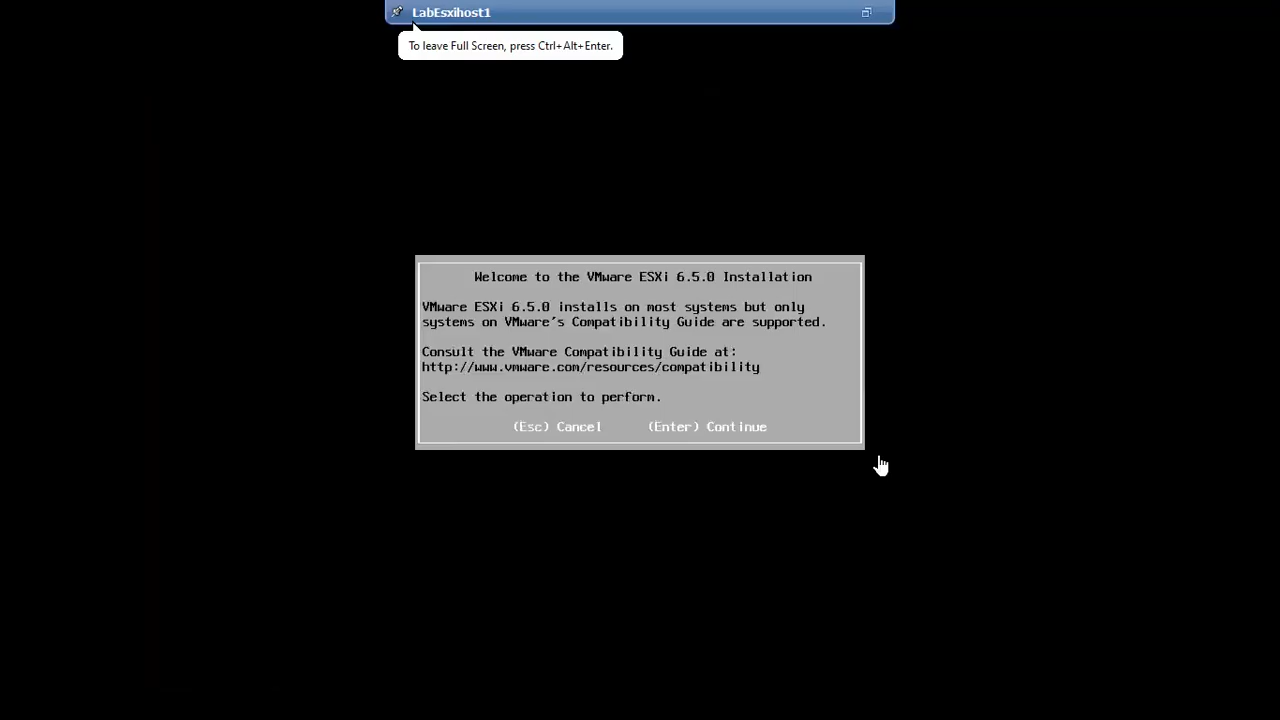 LabEsxihost1
To leave Full Screen, press Ctrl+Alt+Enter.
Welcome to the VMware ESXi 6.5.0 Installation
VMware ESXi 6.5.0 installs on most systems but only
systems on VMware's Compatibility Guide are supported.
Consult the VMware Compatibility Guide at:
http://www.vmware.com/resources/compatibility
Select the operation to perform.
(Esc) Cancel (Enter) Continue